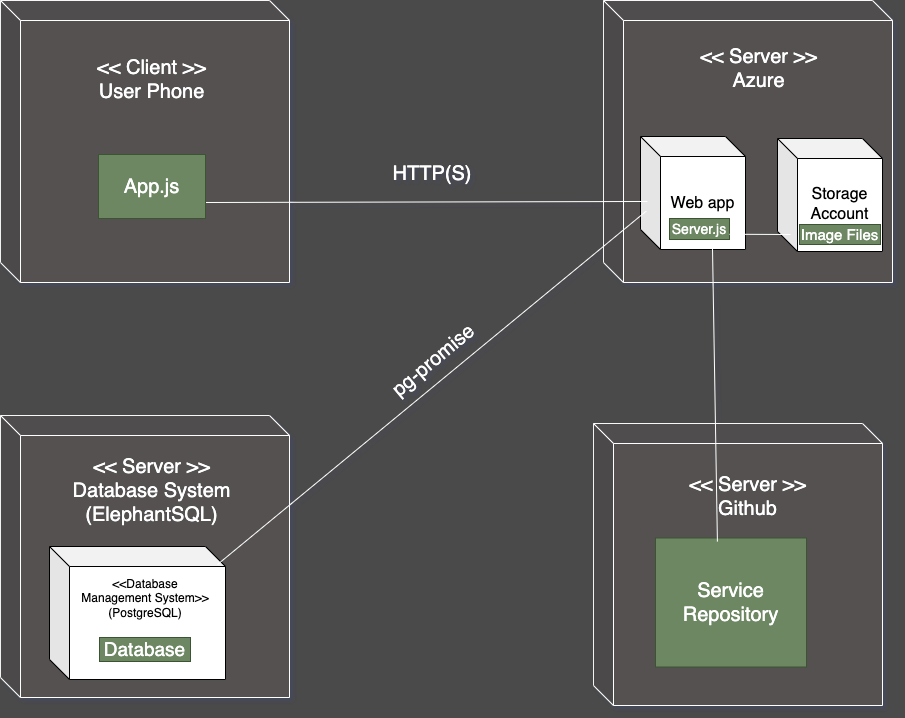 << Client >>
User Phone
App.js
HTTP(S)
<< Server >>
Azure
Web app
Server.js
Storage
Account
Image Files
pg-promise
<< Server >>
Database System
(ElephantSQL)
<<Database
Management System>>
(PostgreSQL)
Database
<< Server >>
Github
Service
Repository